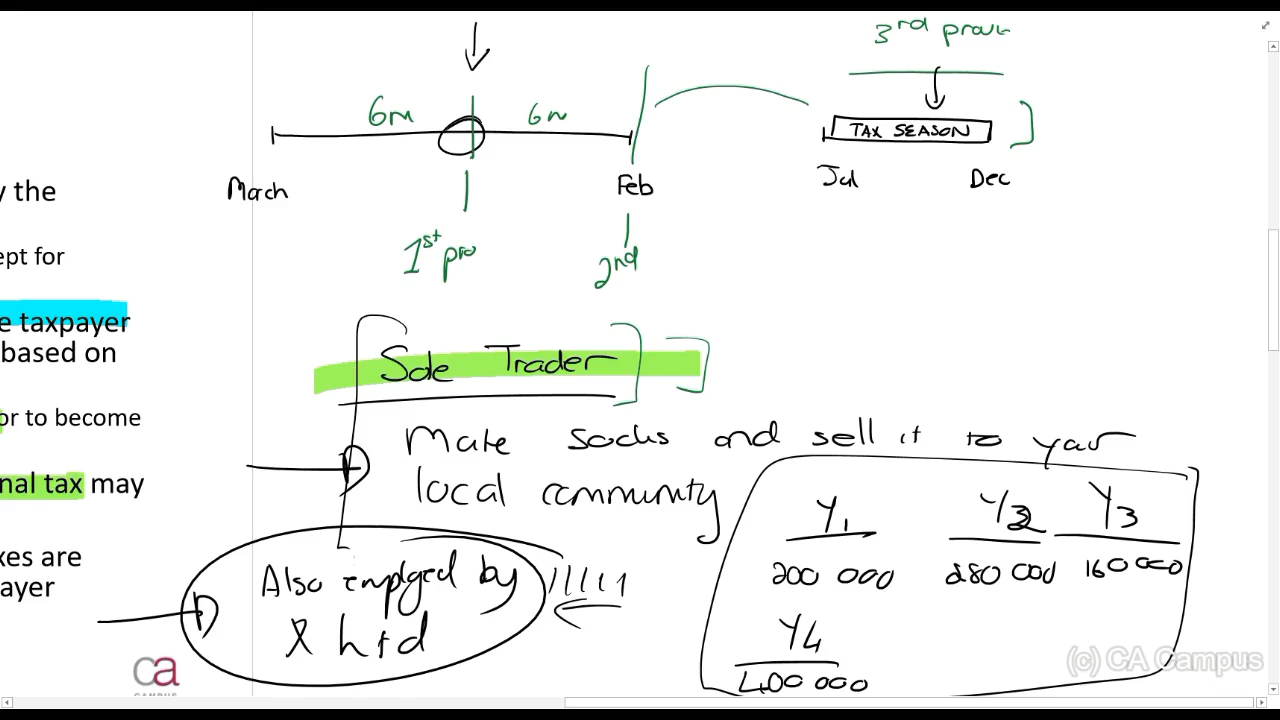 3rd prov
6m 6m
TAX SEASON
March Feb Jul Dec
1st pro 2nd
y the
ept for
e taxpayer
based on
or to become
nal tax may
xes are
ayer
Sole Trader
Make socks and sell it to your
local community
Y1 Y2 Y3
200 000 280 000 160 000
Y4
400 000
Also employed by
X Ltd
ca
CAMPUS
(c) CA Campus